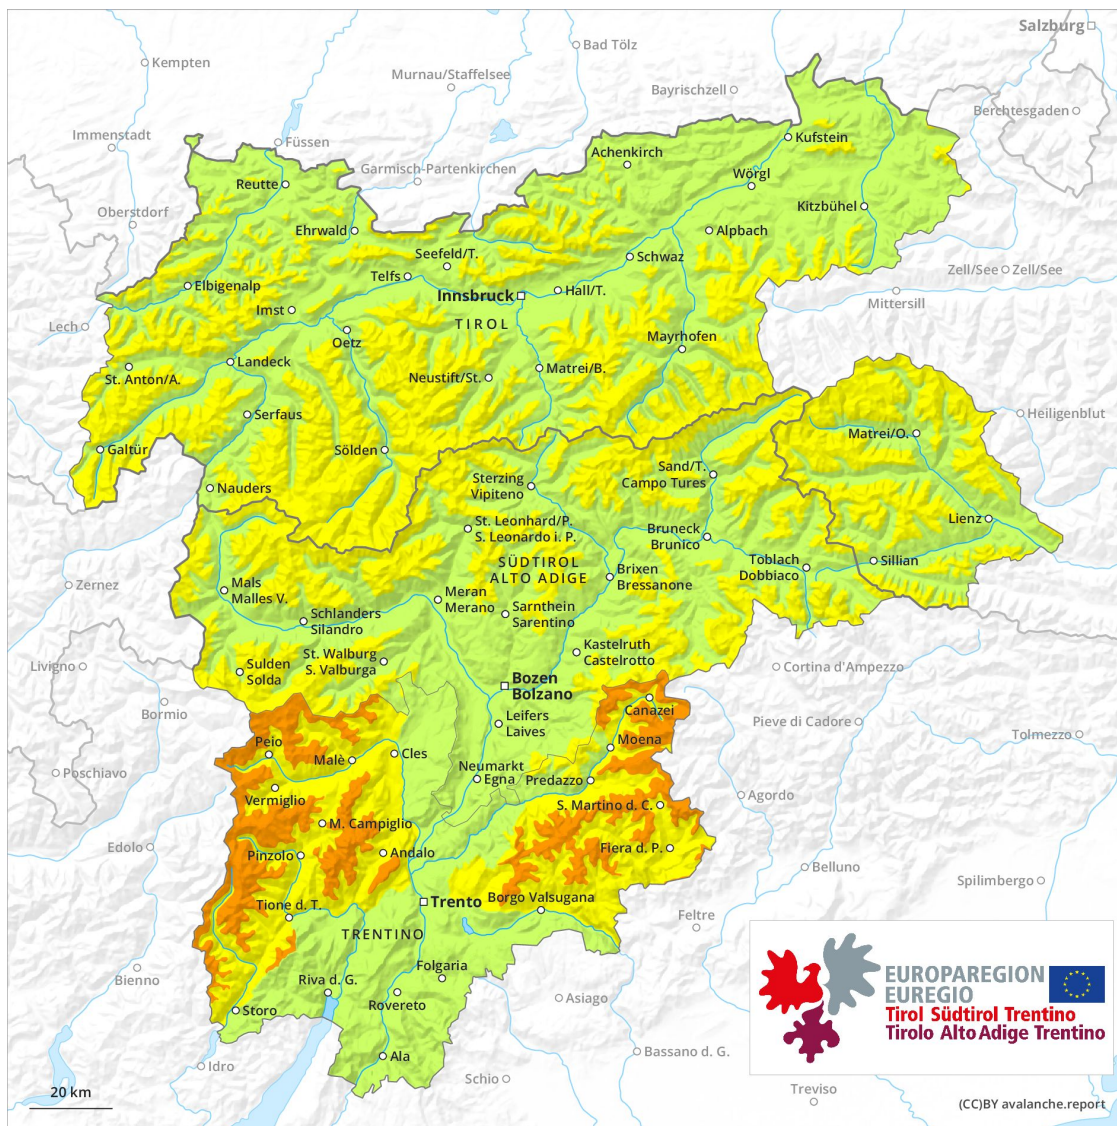 Salzburg
Bad Tölz
Kempten
Murnau/Staffelsee
Bayrischzell
Berchtesgaden
Immenstadt
Füssen
Kufstein
Achenkirch
Garmisch-Partenkirchen
Wörgl
Reutte
Kitzbühel
Oberstdorf
Ehrwald
Alpbach
Seefeld/T.
Schwaz
Zell/See
Zell/See
Telfs
Elbigenalp
Innsbruck
Hall/T.
Mittersill
Imst
TIROL
Lech
Oetz
Mayrhofen
Landeck
Matrei/B.
St. Anton/A.
Neustift/St.
Serfaus
Heiligenblut
Matrei/O.
Galtür
Sölden
Sand/T.
Campo Tures
Sterzing
Vipiteno
Nauders
Lienz
St. Leonhard/P.
S. Leonardo i. P.
Bruneck
Brunico
SÜDTIROL
ALTO ADIGE
Toblach
Dobbiaco
Sillian
Brixen
Bressanone
Zernez
Mals
Malles V.
Meran
Merano
Schlanders
Silandro
Sarnthein
Sarentino
Kastelruth
Castelrotto
St. Walburg
S. Valburga
Livigno
Sulden
Solda
Cortina d'Ampezzo
Bozen
Bolzano
Bormio
Canazei
Leifers
Laives
Pieve di Cadore
Tolmezzo
Peio
Moena
Cles
Malè
Poschiavo
Neumarkt
Egna
Predazzo
Vermiglio
Agordo
S. Martino d. C.
M. Campiglio
Edolo
Pinzolo
Andalo
Fiera d. P.
Belluno
Spilimbergo
Borgo Valsugana
Trento
Tione d. T.
Feltre
TRENTINO
Folgaria
Bienno
Riva d. G.
Rovereto
Asiago
Storo
EUROPAREGION
EUREGIO
Tirol Südtirol Trentino
Tirolo Alto Adige Trentino
Ala
Bassano d. G.
Idro
Schio
Treviso
20 km
(CC)BY avalanche.report